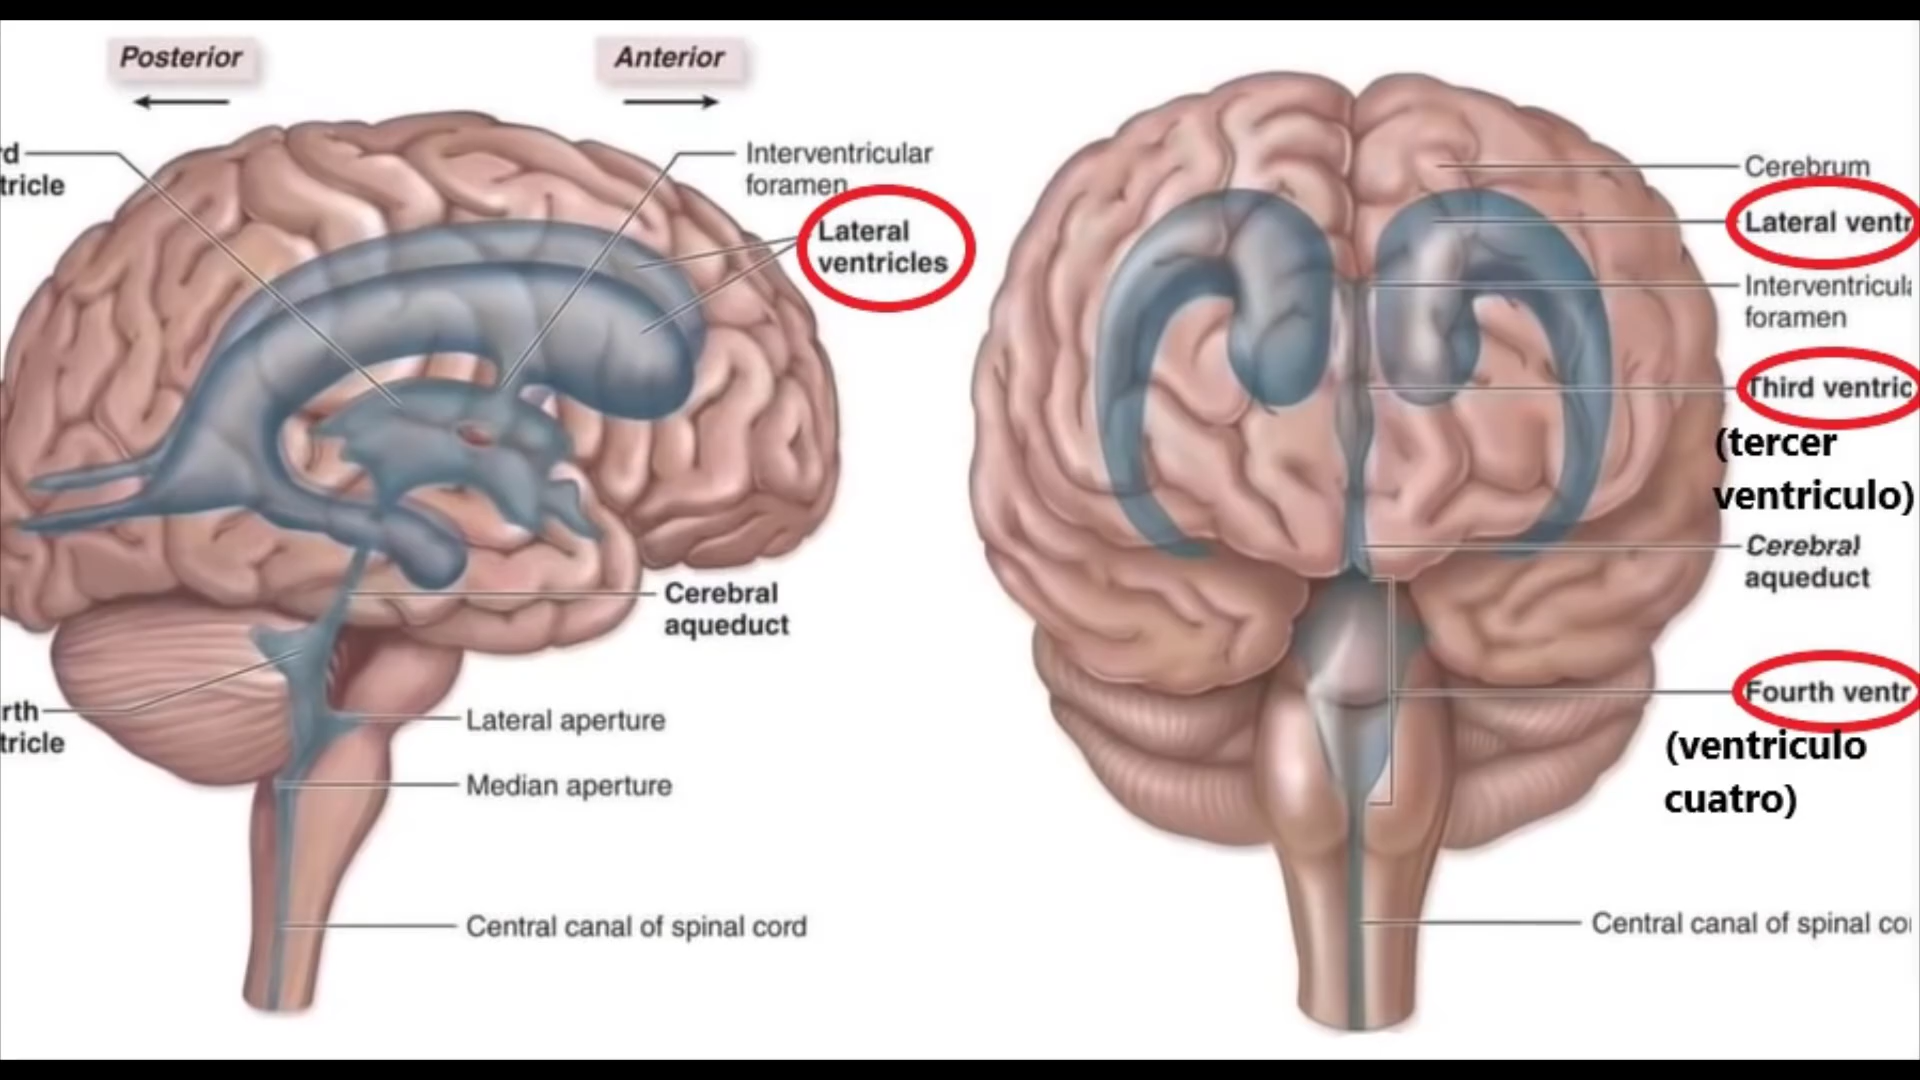 Posterior
Anterior
rd
tricle
Interventricular
foramen
Lateral
ventricles
Cerebral
aqueduct
rth
tricle
Lateral aperture
Median aperture
Central canal of spinal cord
Cerebrum
Lateral ventr
Interventricula
foramen
Third ventric
(tercer
ventriculo)
Cerebral
aqueduct
Fourth ventr
(ventriculo
cuatro)
Central canal of spinal co